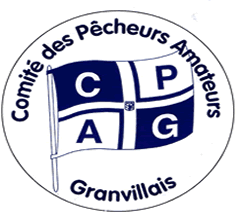 Comité des Pêcheurs Amateurs
C P
A G
Granvillais